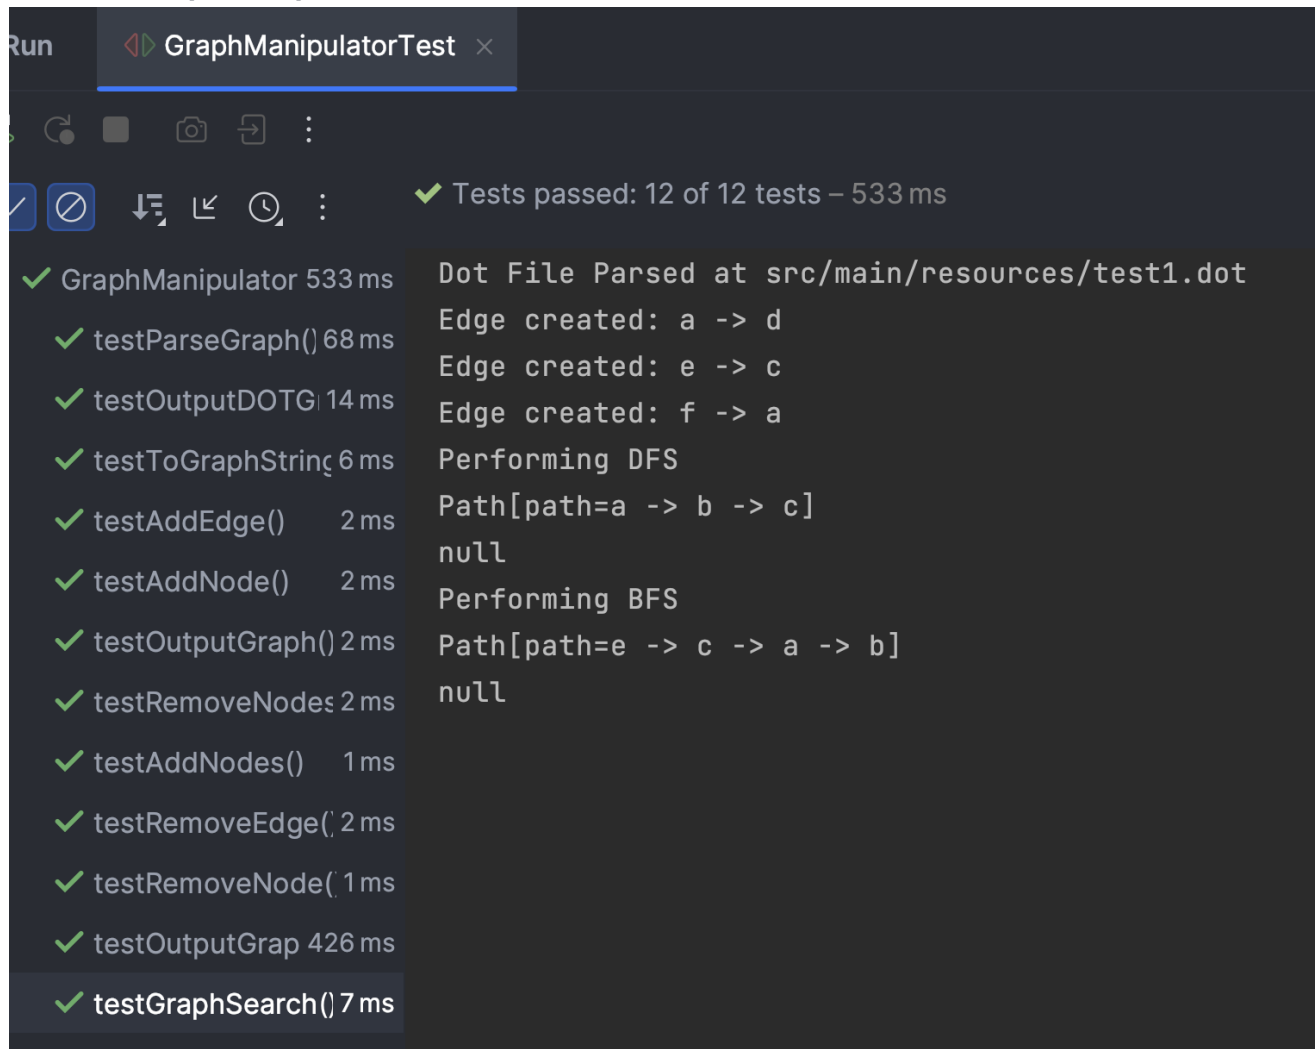 Run GraphManipulatorTest
Tests passed: 12 of 12 tests – 533 ms
GraphManipulator 533 ms
testParseGraph() 68 ms
testOutputDOTG 14 ms
testToGraphString 6 ms
testAddEdge() 2 ms
testAddNode() 2 ms
testOutputGraph() 2 ms
testRemoveNodes 2 ms
testAddNodes() 1 ms
testRemoveEdge( 2 ms
testRemoveNode( 1 ms
testOutputGrap 426 ms
testGraphSearch() 7 ms
Dot File Parsed at src/main/resources/test1.dot
Edge created: a -> d
Edge created: e -> c
Edge created: f -> a
Performing DFS
Path[path=a -> b -> c]
null
Performing BFS
Path[path=e -> c -> a -> b]
null